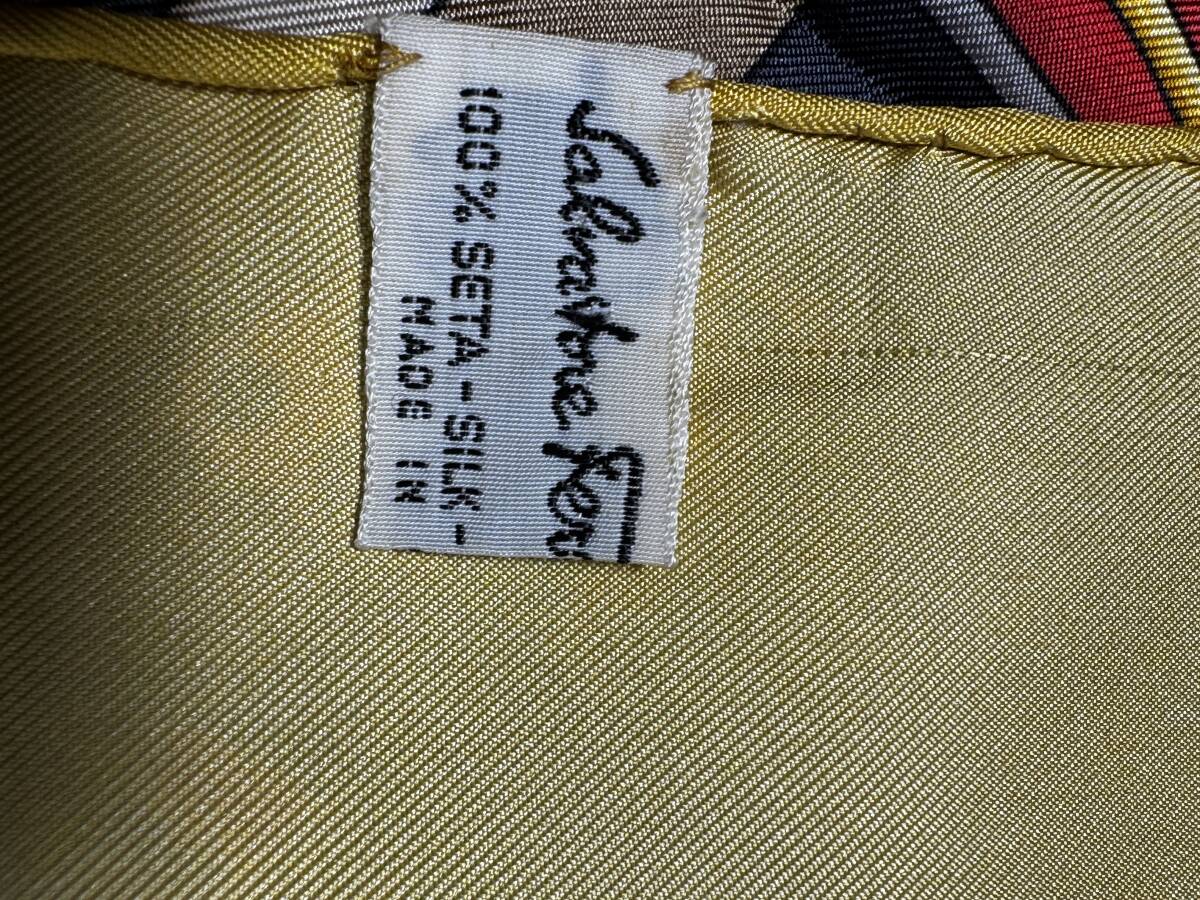 Salvatore Fer
100% SETA - SILK -
MADE IN